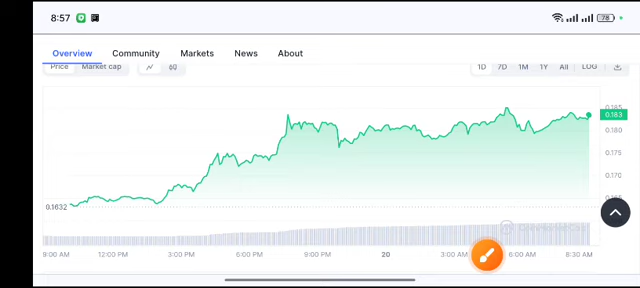 8:57 78
Overview Community Markets News About
Price Market cap 1D 7D 1M 1Y All LOG
0.185
0.183
0.180
0.175
0.170
0.165
0.1632
CoinMarketCap
9:00 AM 12:00 PM 3:00 PM 6:00 PM 9:00 PM 20 3:00 AM 6:00 AM 8:30 AM